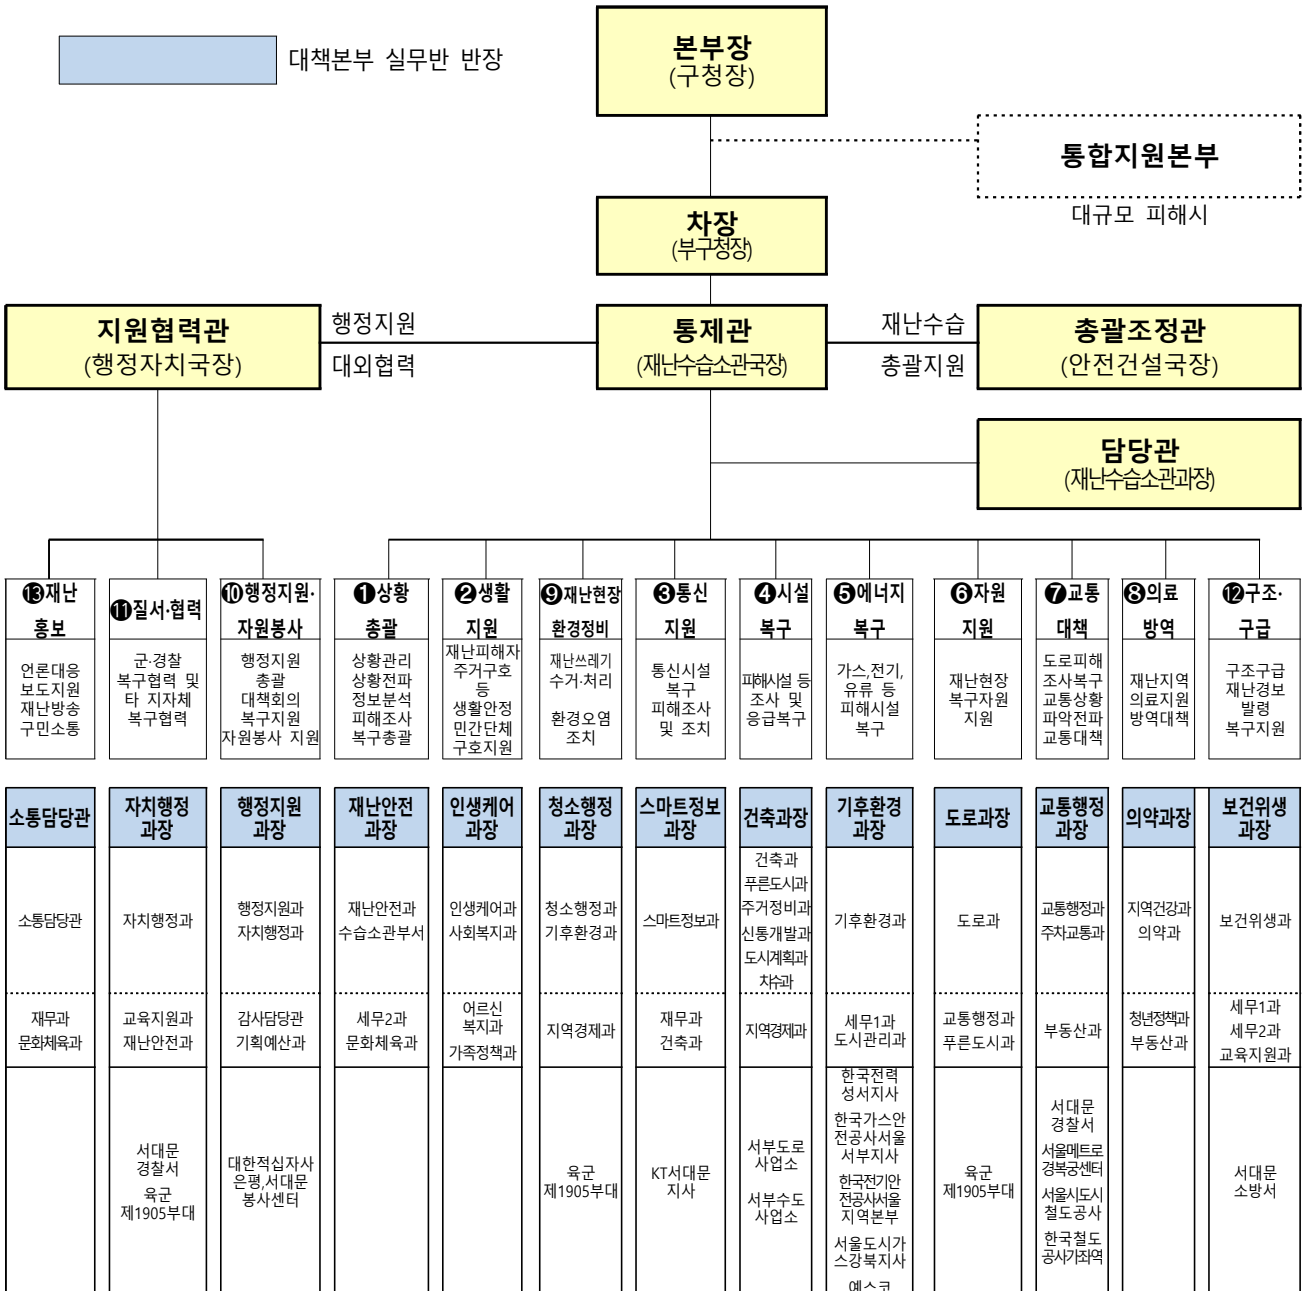 대책본부 실무반 반장
본부장
(구청장)
통합지원본부
대규모 피해시
차장
(부구청장)
지원협력관
(행정자치국장)
행정지원
대외협력
통제관
(재난수습소관국장)
재난수습
총괄지원
총괄조정관
(안전건설국장)
담당관
(재난수습소관과장)
⓭재난
홍보
언론대응
보도지원
재난방송
구민소통
⓫질서·협력
군·경찰
복구협력 및
타 지자체
복구협력
❿행정지원·
자원봉사
행정지원
총괄
대책회의
복구지원
자원봉사 지원
❶상황
총괄
상황관리
상황전파
정보분석
피해조사
복구총괄
❷생활
지원
재난피해자
주거구호
등
생활안정
민간단체
구호지원
❾재난현장
환경정비
재난쓰레기
수거·처리
환경오염
조치
❸통신
지원
통신시설
복구
피해조사
및 조치
❹시설
복구
피해시설 등
조사 및
응급복구
❺에너지
복구
가스,전기,
유류 등
피해시설
복구
❻자원
지원
재난현장
복구자원
지원
❼교통
대책
도로피해
조사복구
교통상황
파악전파
교통대책
❽의료
방역
재난지역
의료지원
방역대책
⓬구조·
구급
구조구급
재난경보
발령
복구지원
소통담당관
소통담당관
재무과
문화체육과
자치행정
과장
자치행정과
교육지원과
재난안전과
서대문
경찰서
육군
제1905부대
행정지원
과장
행정지원과
자치행정과
감사담당관
기획예산과
대한적십자사
은평,서대문
봉사센터
재난안전
과장
재난안전과
수습소관부서
세무2과
문화체육과
인생케어
과장
인생케어과
사회복지과
어르신
복지과
가족정책과
청소행정
과장
청소행정과
기후환경과
지역경제과
육군
제1905부대
스마트정보
과장
스마트정보과
재무과
건축과
KT서대문
지사
건축과장
건축과
푸른도시과
주거정비과
신통개발과
도시계획과
치수과
지역경제과
서부도로
사업소
서부수도
사업소
기후환경
과장
기후환경과
세무1과
도시관리과
한국전력
성서지사
한국가스안
전공사서울
서부지사
한국전기안
전공사서울
지역본부
서울도시가
스강북지사
예스코
도로과장
도로과
교통행정과
푸른도시과
육군
제1905부대
교통행정
과장
교통행정과
주차교통과
부동산과
서대문
경찰서
서울메트로
경복궁센터
서울시도시
철도공사
한국철도
공사가좌역
의약과장
지역건강과
의약과
청년정책과
부동산과
보건위생
과장
보건위생과
세무1과
세무2과
교육지원과
서대문
소방서